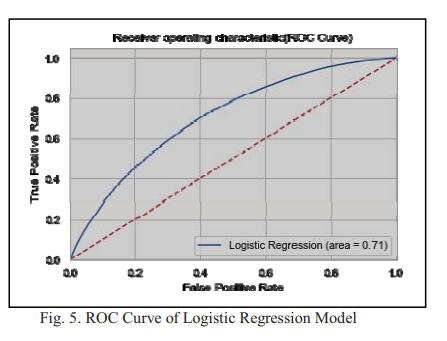 Receiver operating characteristic(ROC Curve)
1.0
0.8
0.6
0.4
0.2
0.0
True Positive Rate
Logistic Regression (area = 0.71)
0.0 0.2 0.4 0.6 0.8 1.0
False Positive Rate
Fig. 5. ROC Curve of Logistic Regression Model